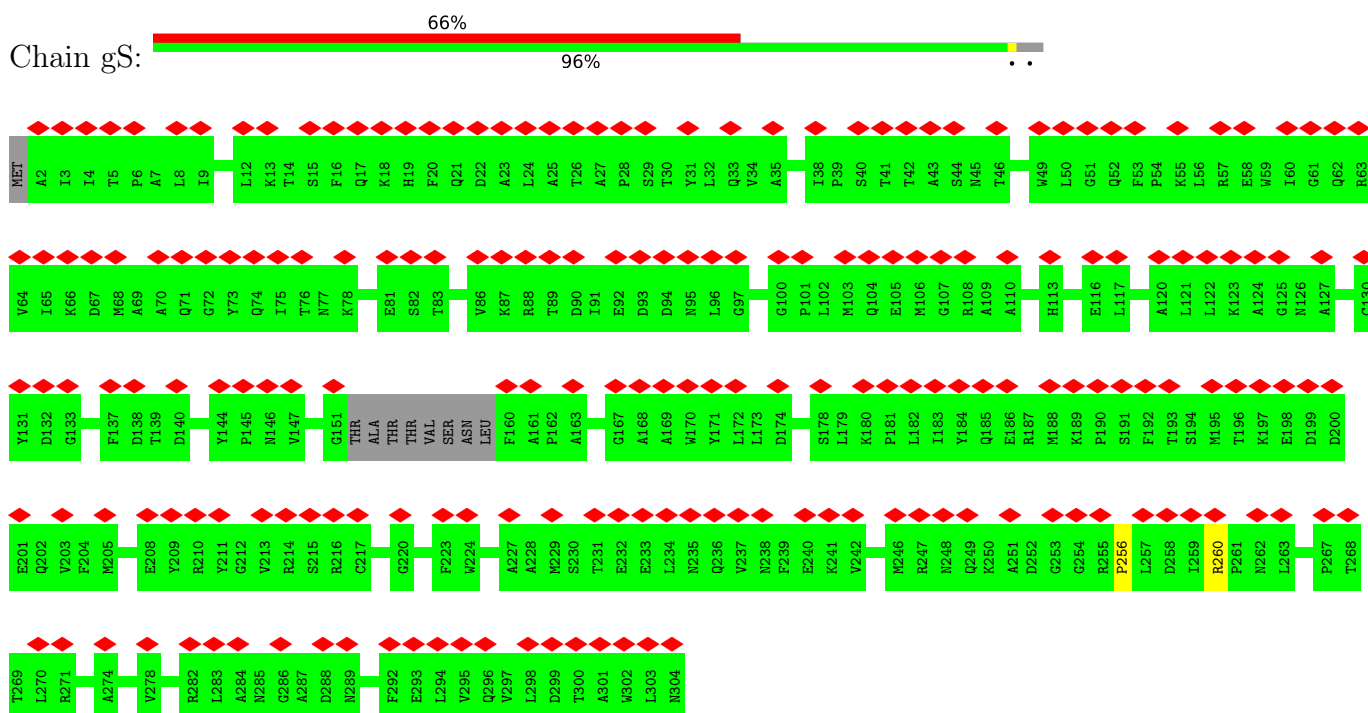 66%
Chain gS:
96%
MET A2 I3 I4 T5 P6 A7 L8 I9 L12 K13 T14 S15 F16 Q17 K18 H19 F20 Q21 D22 A23 L24 A25 T26 A27 P28 S29 T30 Y31 L32 Q33 V34 A35 I38 P39 S40 T41 T42 A43 S44 N45 T46 W49 L50 G51 Q52 F53 P54 K55 L56 R57 E58 W59 I60 G61 Q62 R63
V64 I65 K66 D67 M68 A69 A70 Q71 G72 Y73 Q74 I75 T76 N77 K78 E81 S82 T83 V86 K87 R88 T89 D90 I91 E92 D93 D94 N95 L96 G97 G100 P101 L102 M103 Q104 E105 M106 G107 R108 A109 A110 H113 E116 L117 A120 L121 L122 K123 A124 G125 N126 A127 C130
Y131 D132 G133 F137 D138 T139 D140 Y144 P145 N146 V147 G151 THR ALA THR THR VAL SER ASN LEU F160 A161 P162 A163 G167 A168 A169 W170 Y171 L172 L173 D174 S178 L179 K180 P181 L182 I183 Y184 Q185 E186 R187 M188 K189 P190 S191 F192 T193 S194 M195 T196 K197 E198 D199 D200
E201 Q202 V203 F204 M205 E208 Y209 R210 Y211 G212 V213 R214 S215 R216 C217 G220 F223 W224 A227 A228 M229 S230 T231 E232 E233 L234 N235 Q236 V237 N238 F239 E240 K241 V242 M246 R247 N248 Q249 K250 A251 D252 G253 G254 R255 P256 L257 D258 I259 R260 P261 N262 L263 P267 T268
T269 L270 R271 A274 V278 R282 L283 A284 N285 G286 A287 D288 N289 F292 E293 L294 V295 Q296 V297 L298 D299 T300 A301 W302 L303 N304